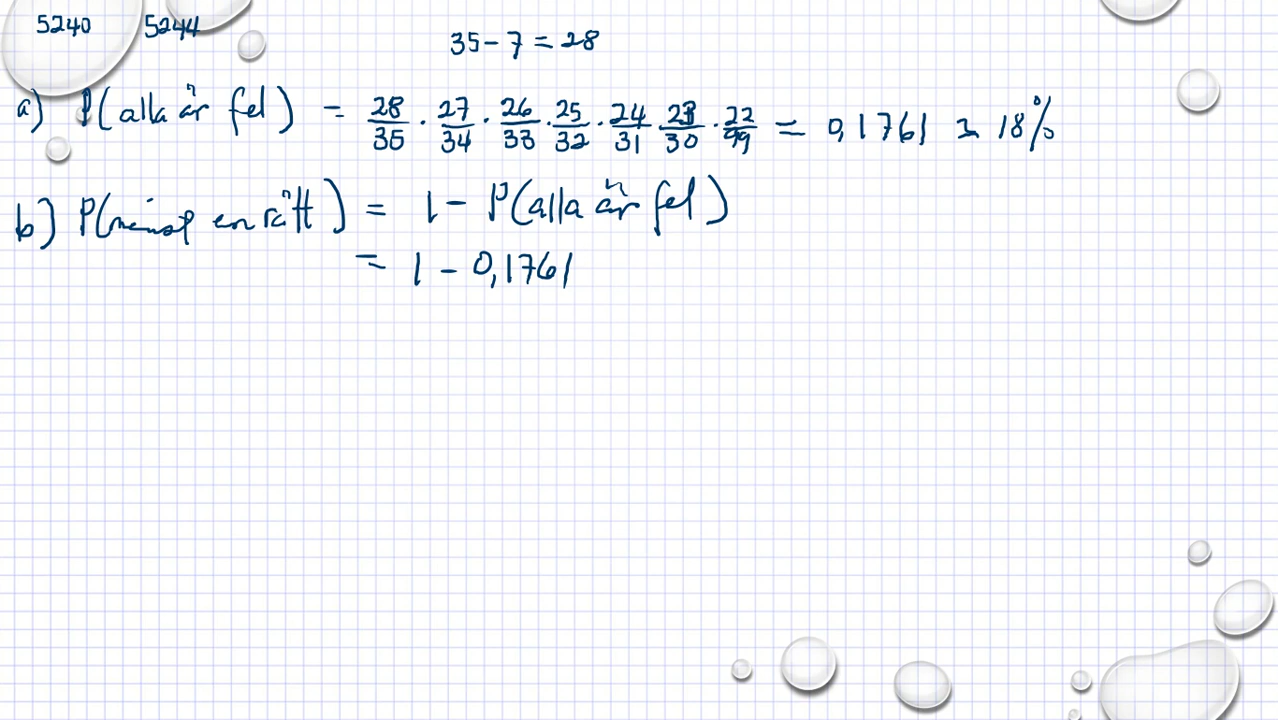 5240 5244
35 - 7 = 28
a) P(alla är fel) = 28/35 · 27/34 · 26/33 · 25/32 · 24/31 · 23/30 · 22/29 = 0,1761 ≈ 18%
b) P(minst en rätt) = 1 - P(alla är fel)
= 1 - 0,1761